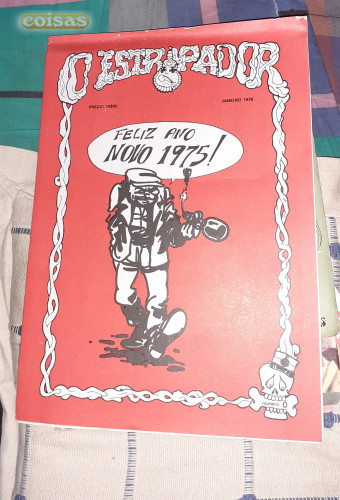 coisas
O ESTRIPADOR
JANEIRO 1975
FELIZ ANO
NOVO 1975!